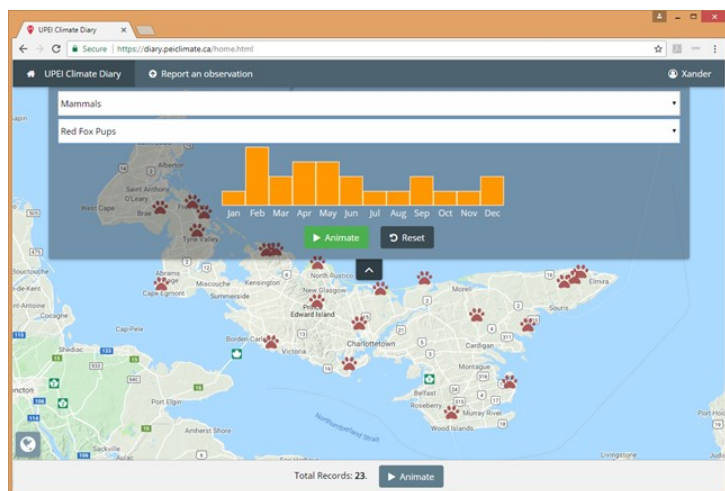 UPEI Climate Diary
Secure | https://diary.peiclimate.ca/home.html
UPEI Climate Diary
Report an observation
Xander
Mammals
Red Fox Pups
Jan Feb Mar Apr May Jun Jul Aug Sep Oct Nov Dec
Animate
Reset
Alberton
Saint Anthony
O'Leary
West Cape
Brae
Tyne Valley
Abrams
Cape Egmont
Miscouche
Summerside
Kensington
North Rustico
New Glasgow
Prince
Edward Island
Morell
Elmira
Souris
Cocagne
Cap-Pele
Shediac
Borden-Carl
Victoria
Charlottetown
Cardigan
Montague
Belfast
Roseberry
Murray River
Wood Islands
Port Elgin
Northumberland Strait
Amherst Shore
Sackville
Aulac
Livingstone
Total Records: 23.
Animate